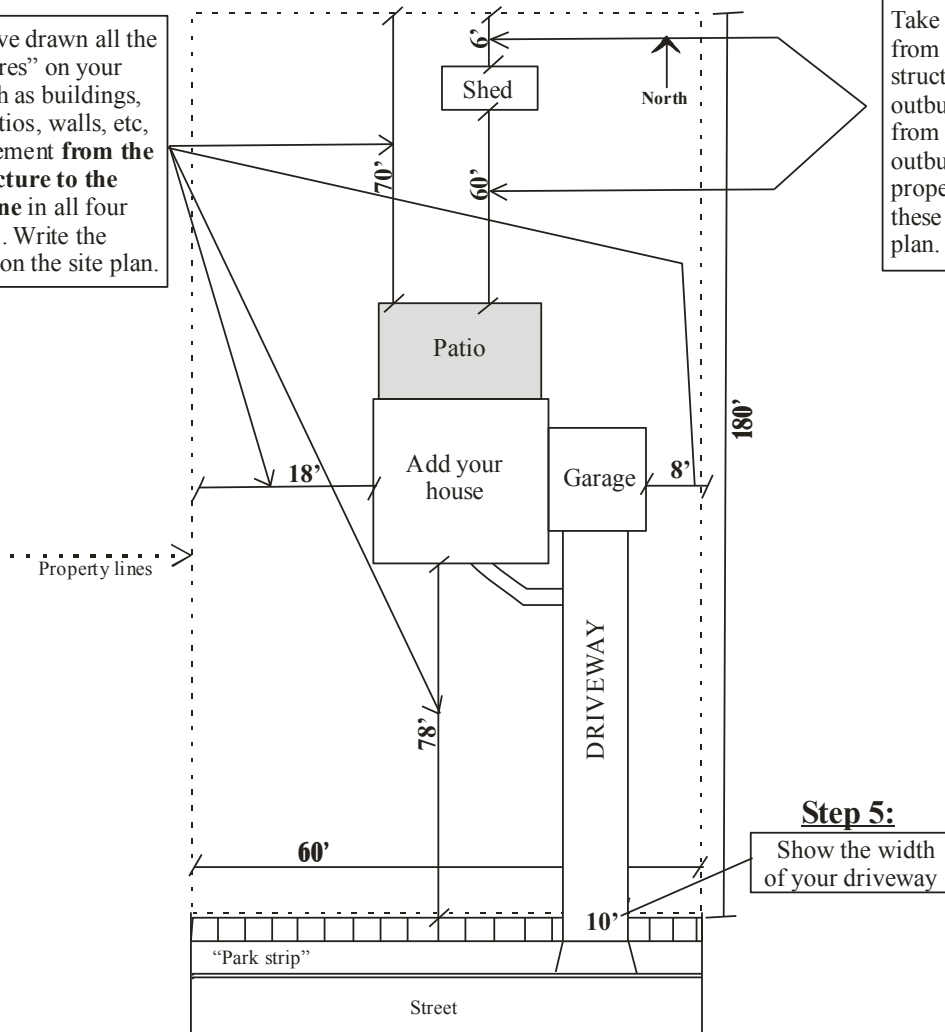 ve drawn all the
res” on your
h as buildings,
tios, walls, etc,
ement from the
cture to the
ne in all four
. Write the
on the site plan.
Take
from
struct
outbu
from
outbu
prope
these
plan.
6’
Shed
North
70’
60’
Patio
180’
18’
Add your
house
Garage
8’
Property lines
DRIVEWAY
78’
Step 5:
Show the width
of your driveway
60’
10’
“Park strip”
Street